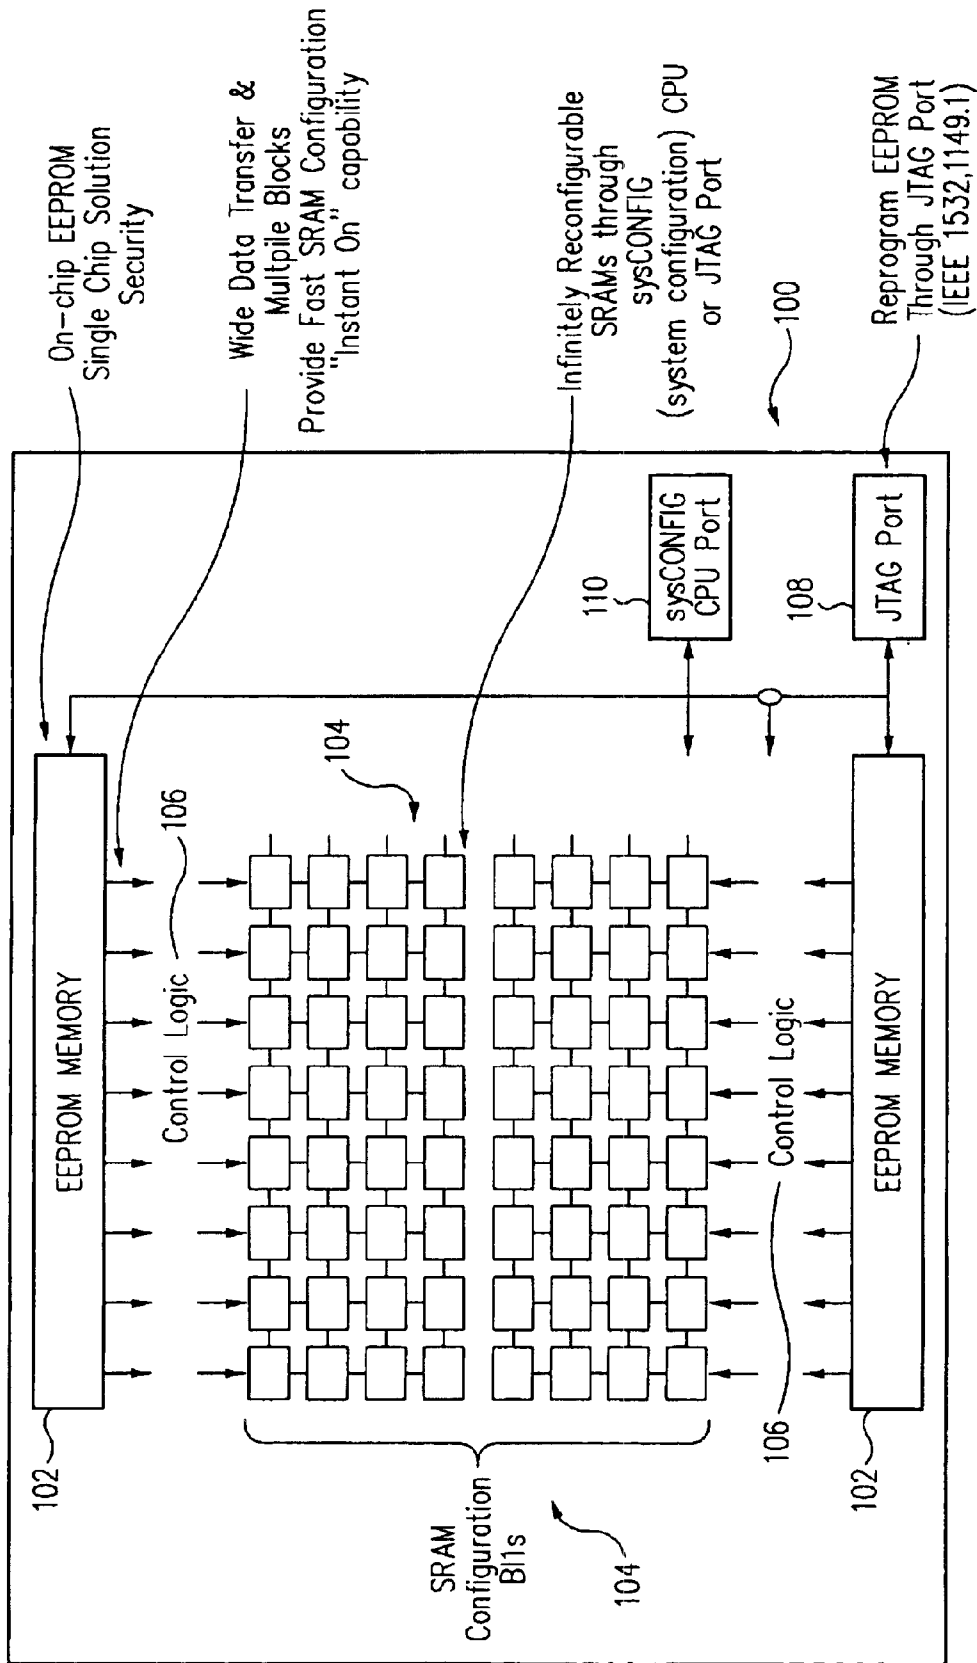 On-chip EEPROM
Single Chip Solution
Security
Wide Data Transfer &
Multpile Blocks
Provide Fast SRAM Configuration
"Instant On" capability
Infinitely Reconfigurable
SRAMs through
sysCONFIG
(system configuration) CPU
or JTAG Port
100
Reprogram EEPROM
Through JTAG Port
(IEEE 1532,1149.1)
102
EEPROM MEMORY
Control Logic
106
104
110
sysCONFIG
CPU Port
108
JTAG Port
SRAM
Configuration
BI1s
104
106
Control Logic
102
EEPROM MEMORY